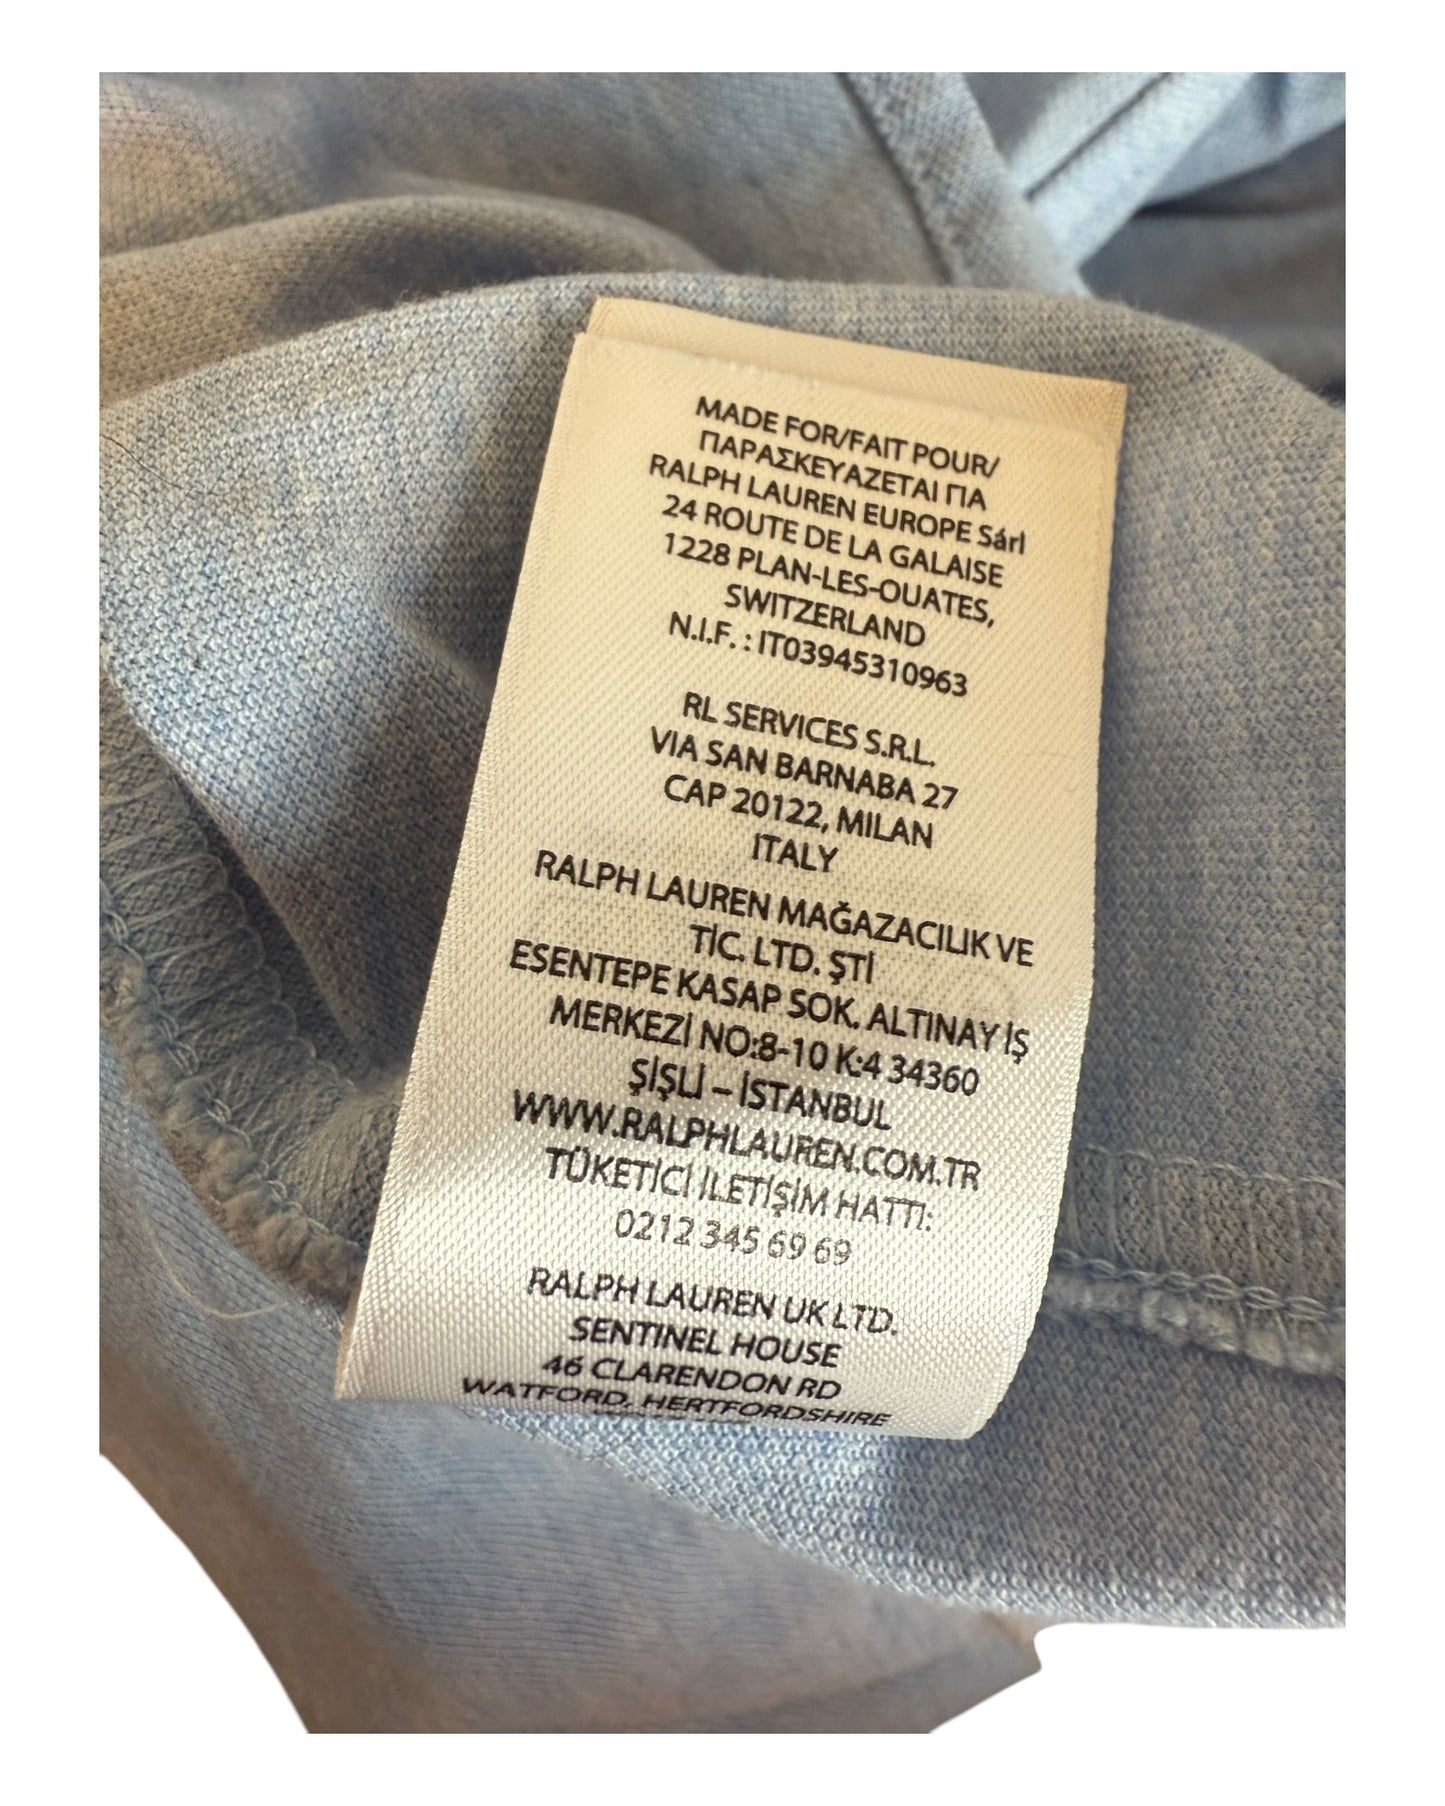 MADE FOR/FAIT POUR/
ΠΑΡΑΣΚΕΥΑΖΕΤΑΙ ΓΙΑ
RALPH LAUREN EUROPE Sárl
24 ROUTE DE LA GALAISE
1228 PLAN-LES-OUATES,
SWITZERLAND
N.I.F. : IT03945310963
RL SERVICES S.R.L.
VIA SAN BARNABA 27
CAP 20122, MILAN
ITALY
RALPH LAUREN MAĞAZACILIK VE
TİC. LTD. ŞTİ
ESENTEPE KASAP SOK. ALTINAY İŞ
MERKEZİ NO:8-10 K:4 34360
ŞİŞLİ – İSTANBUL
WWW.RALPHLAUREN.COM.TR
TÜKETİCİ İLETİŞİM HATTI:
0212 345 69 69
RALPH LAUREN UK LTD.
SENTINEL HOUSE
46 CLARENDON RD
WATFORD, HERTFORDSHIRE